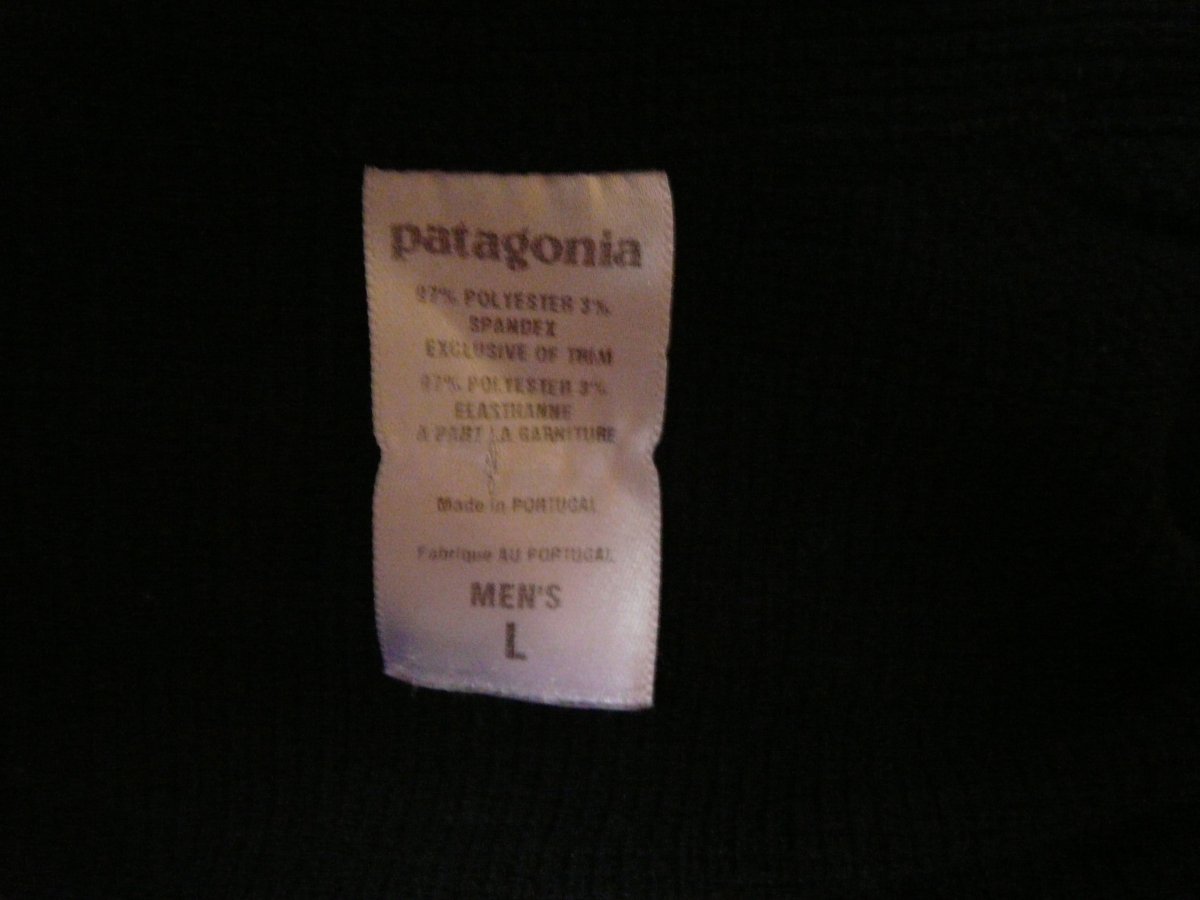 patagonia
97% POLYESTER 3%
SPANDEX
EXCLUSIVE OF TRIM
97% POLYESTER 3%
ELASTHANNE
A PART LA GARNITURE
Made in PORTUGAL
Fabrique AU PORTUGAL
MEN'S
L